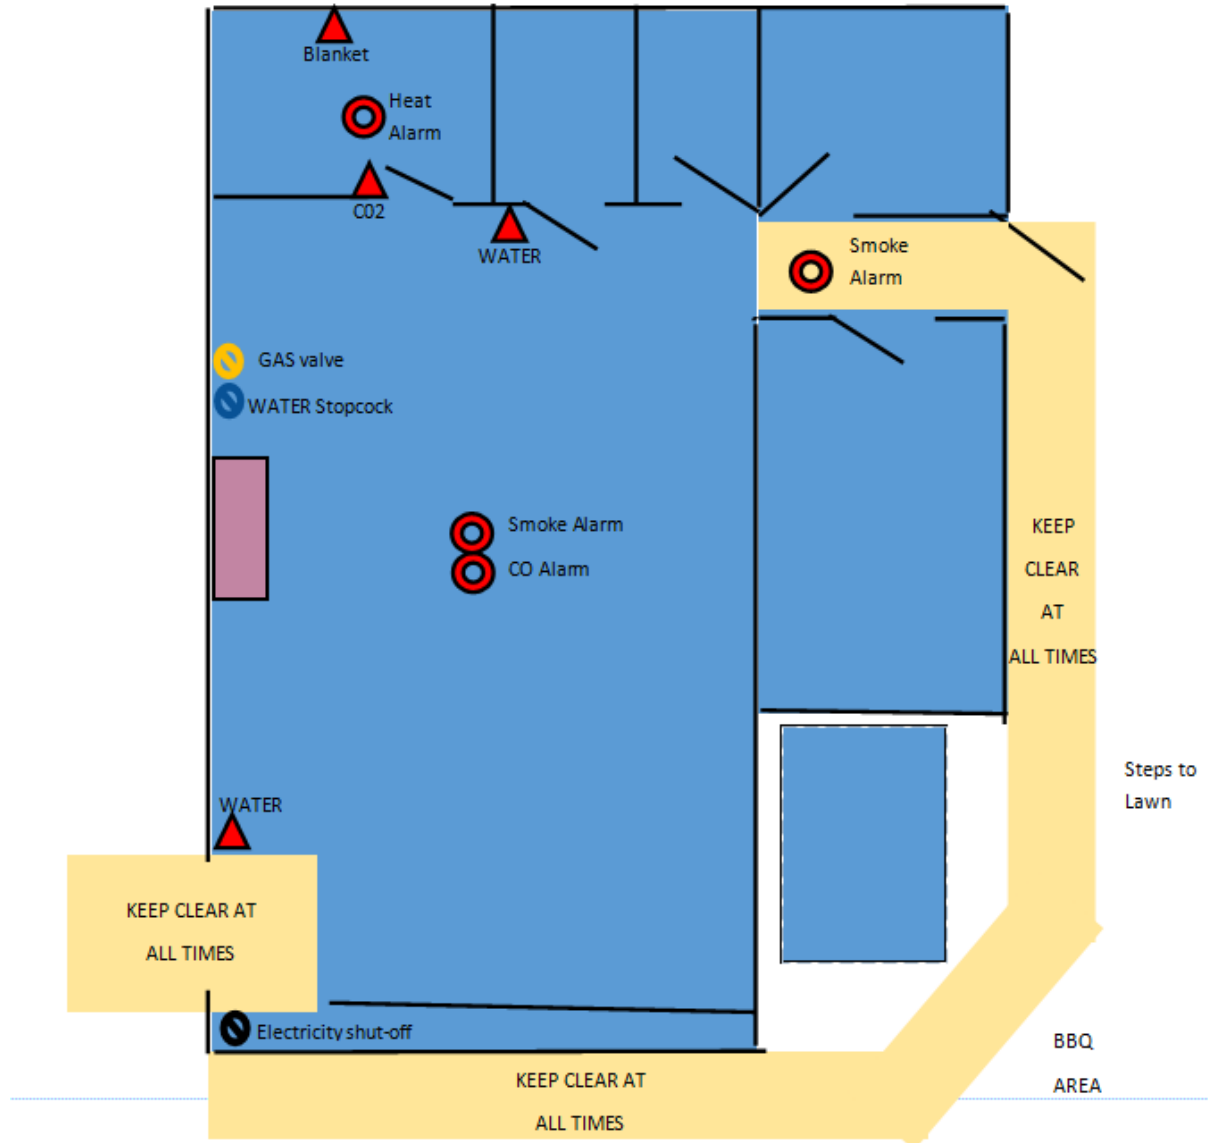 Blanket
Heat
Alarm
C02
WATER
Smoke
Alarm
GAS valve
WATER Stopcock
Smoke Alarm
CO Alarm
KEEP
CLEAR
AT
ALL TIMES
Steps to
Lawn
WATER
KEEP CLEAR AT
ALL TIMES
Electricity shut-off
BBQ
AREA
KEEP CLEAR AT
ALL TIMES